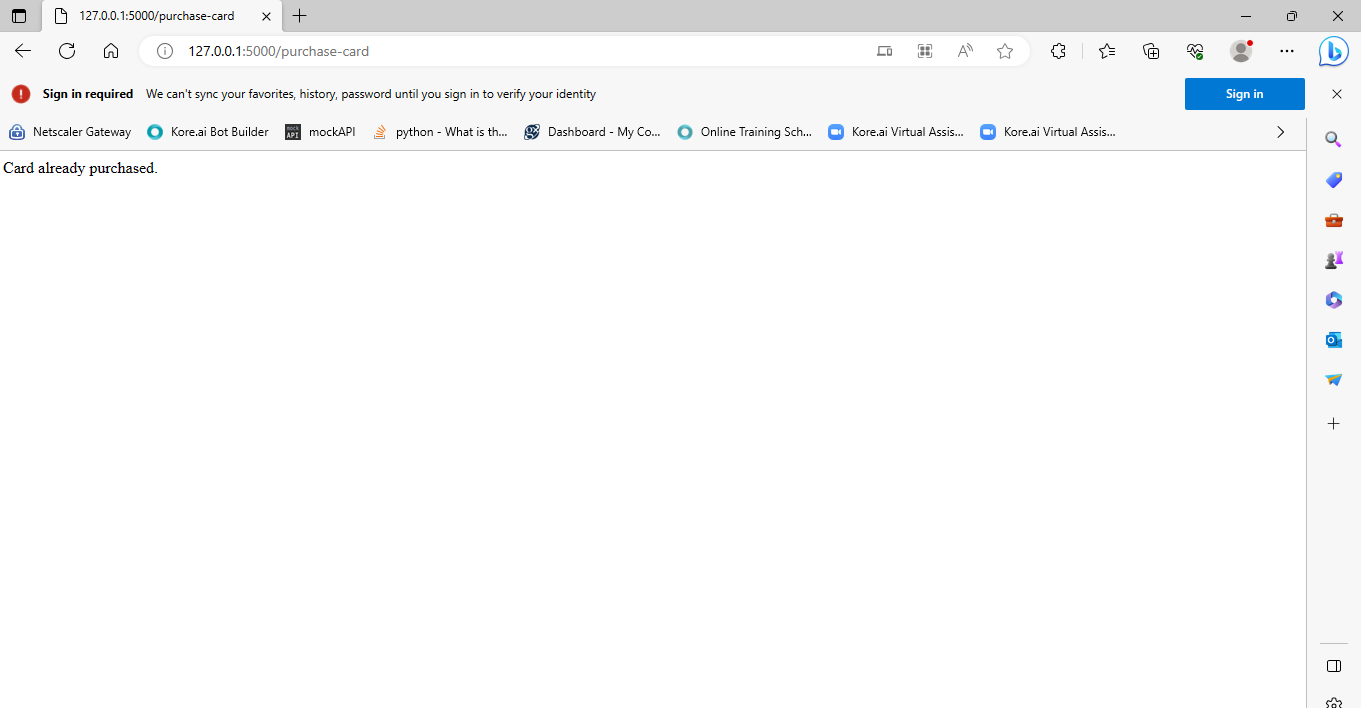 127.0.0.1:5000/purchase-card
127.0.0.1:5000/purchase-card
Sign in required We can't sync your favorites, history, password until you sign in to verify your identity Sign in
Netscaler Gateway Kore.ai Bot Builder mock API mockAPI python - What is th... Dashboard - My Co... Online Training Sch... Kore.ai Virtual Assis... Kore.ai Virtual Assis...
Card already purchased.